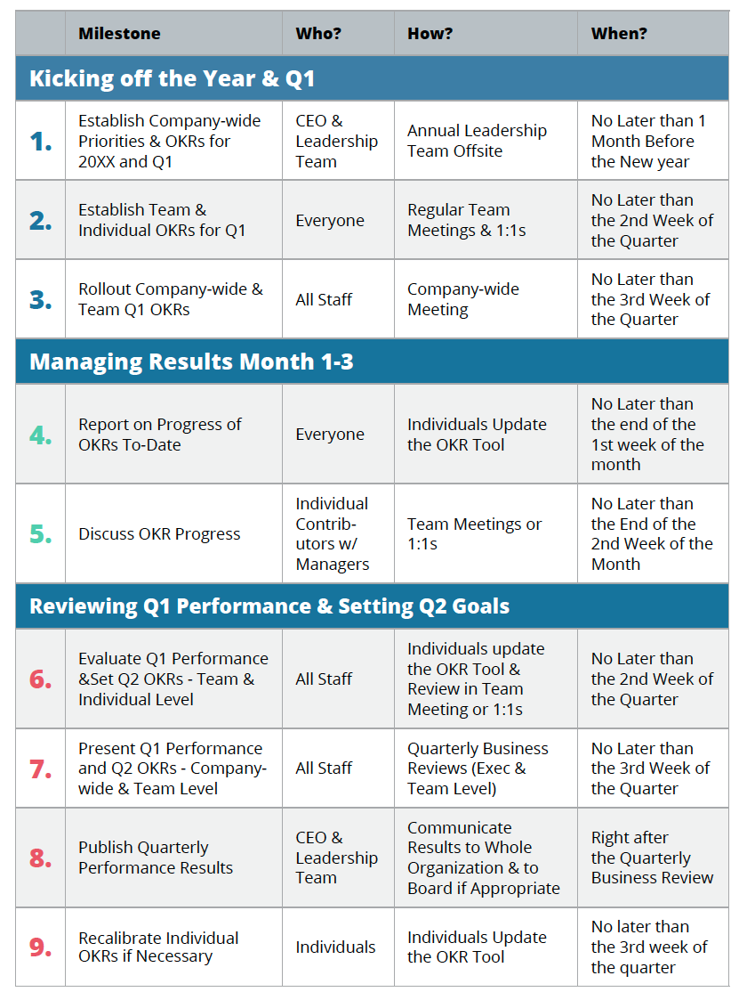 Milestone Who? How? When?
Kicking off the Year & Q1
1.
Establish Company-wide
Priorities & OKRs for
20XX and Q1
CEO &
Leadership
Team
Annual Leadership
Team Offsite
No Later than 1
Month Before
the New year
2.
Establish Team &
Individual OKRs for Q1
Everyone
Regular Team
Meetings & 1:1s
No Later than
the 2nd Week of
the Quarter
3.
Rollout Company-wide &
Team Q1 OKRs
All Staff
Company-wide
Meeting
No Later than
the 3rd Week of
the Quarter
Managing Results Month 1-3
4.
Report on Progress of
OKRs To-Date
Everyone
Individuals Update
the OKR Tool
No Later than
the end of the
1st week of the
month
5.
Discuss OKR Progress
Individual
Contrib-
utors w/
Managers
Team Meetings or
1:1s
No Later than
the End of the
2nd Week of the
Month
Reviewing Q1 Performance & Setting Q2 Goals
6.
Evaluate Q1 Performance
&Set Q2 OKRs - Team &
Individual Level
All Staff
Individuals update
the OKR Tool &
Review in Team
Meeting or 1:1s
No Later than
the 2nd Week of
the Quarter
7.
Present Q1 Performance
and Q2 OKRs - Company-
wide & Team Level
All Staff
Quarterly Business
Reviews (Exec &
Team Level)
No Later than
the 3rd Week of
the Quarter
8.
Publish Quarterly
Performance Results
CEO &
Leadership
Team
Communicate
Results to Whole
Organization & to
Board if Appropriate
Right after
the Quarterly
Business Review
9.
Recalibrate Individual
OKRs if Necessary
Individuals
Individuals Update
the OKR Tool
No later than
the 3rd week of
the quarter